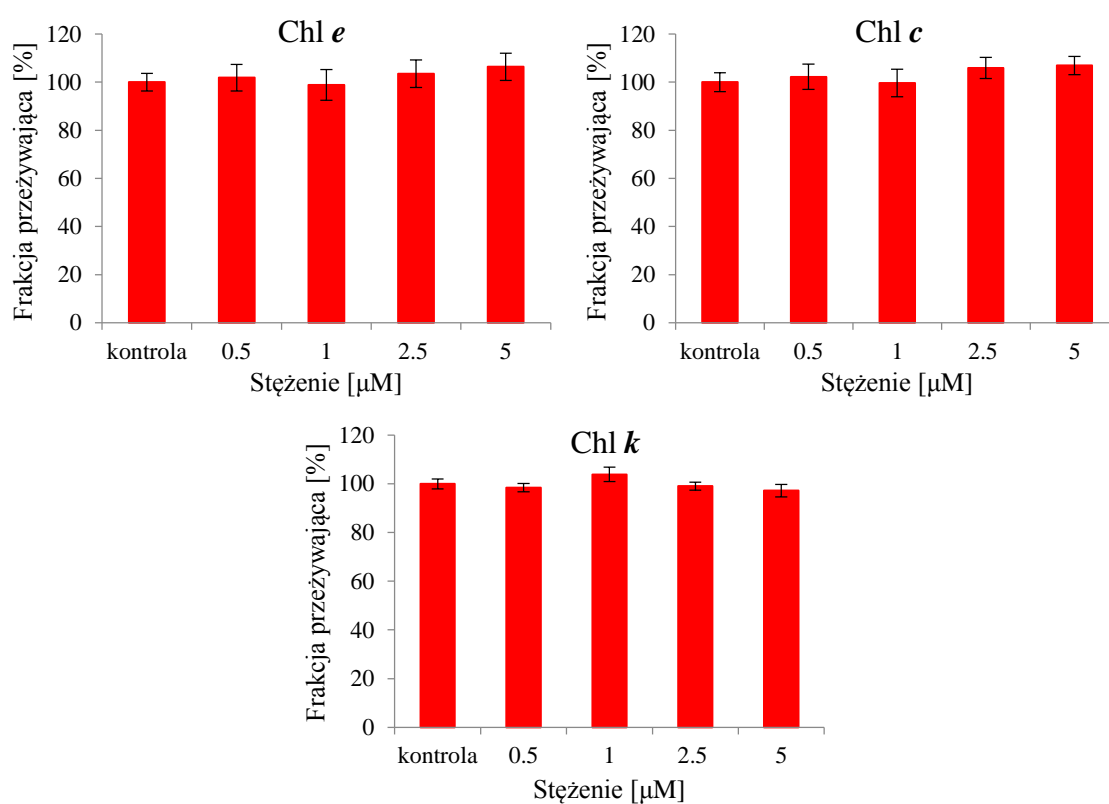 Chl e
Frakcja przeżywająca [%]
120
100
80
60
40
20
0
kontrola 0.5 1 2.5 5
Stężenie [μM]
Chl c
Frakcja przeżywająca [%]
120
100
80
60
40
20
0
kontrola 0.5 1 2.5 5
Stężenie [μM]
Chl k
Frakcja przeżywająca [%]
120
100
80
60
40
20
0
kontrola 0.5 1 2.5 5
Stężenie [μM]